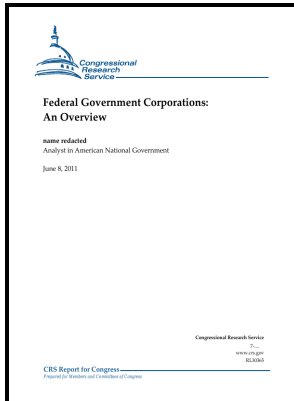 Congressional
Research
Service
Federal Government Corporations:
An Overview
name redacted
Analyst in American National Government
June 8, 2011
Congressional Research Service
7-....
www.crs.gov
RL30365
CRS Report for Congress
Prepared for Members and Committees of Congress